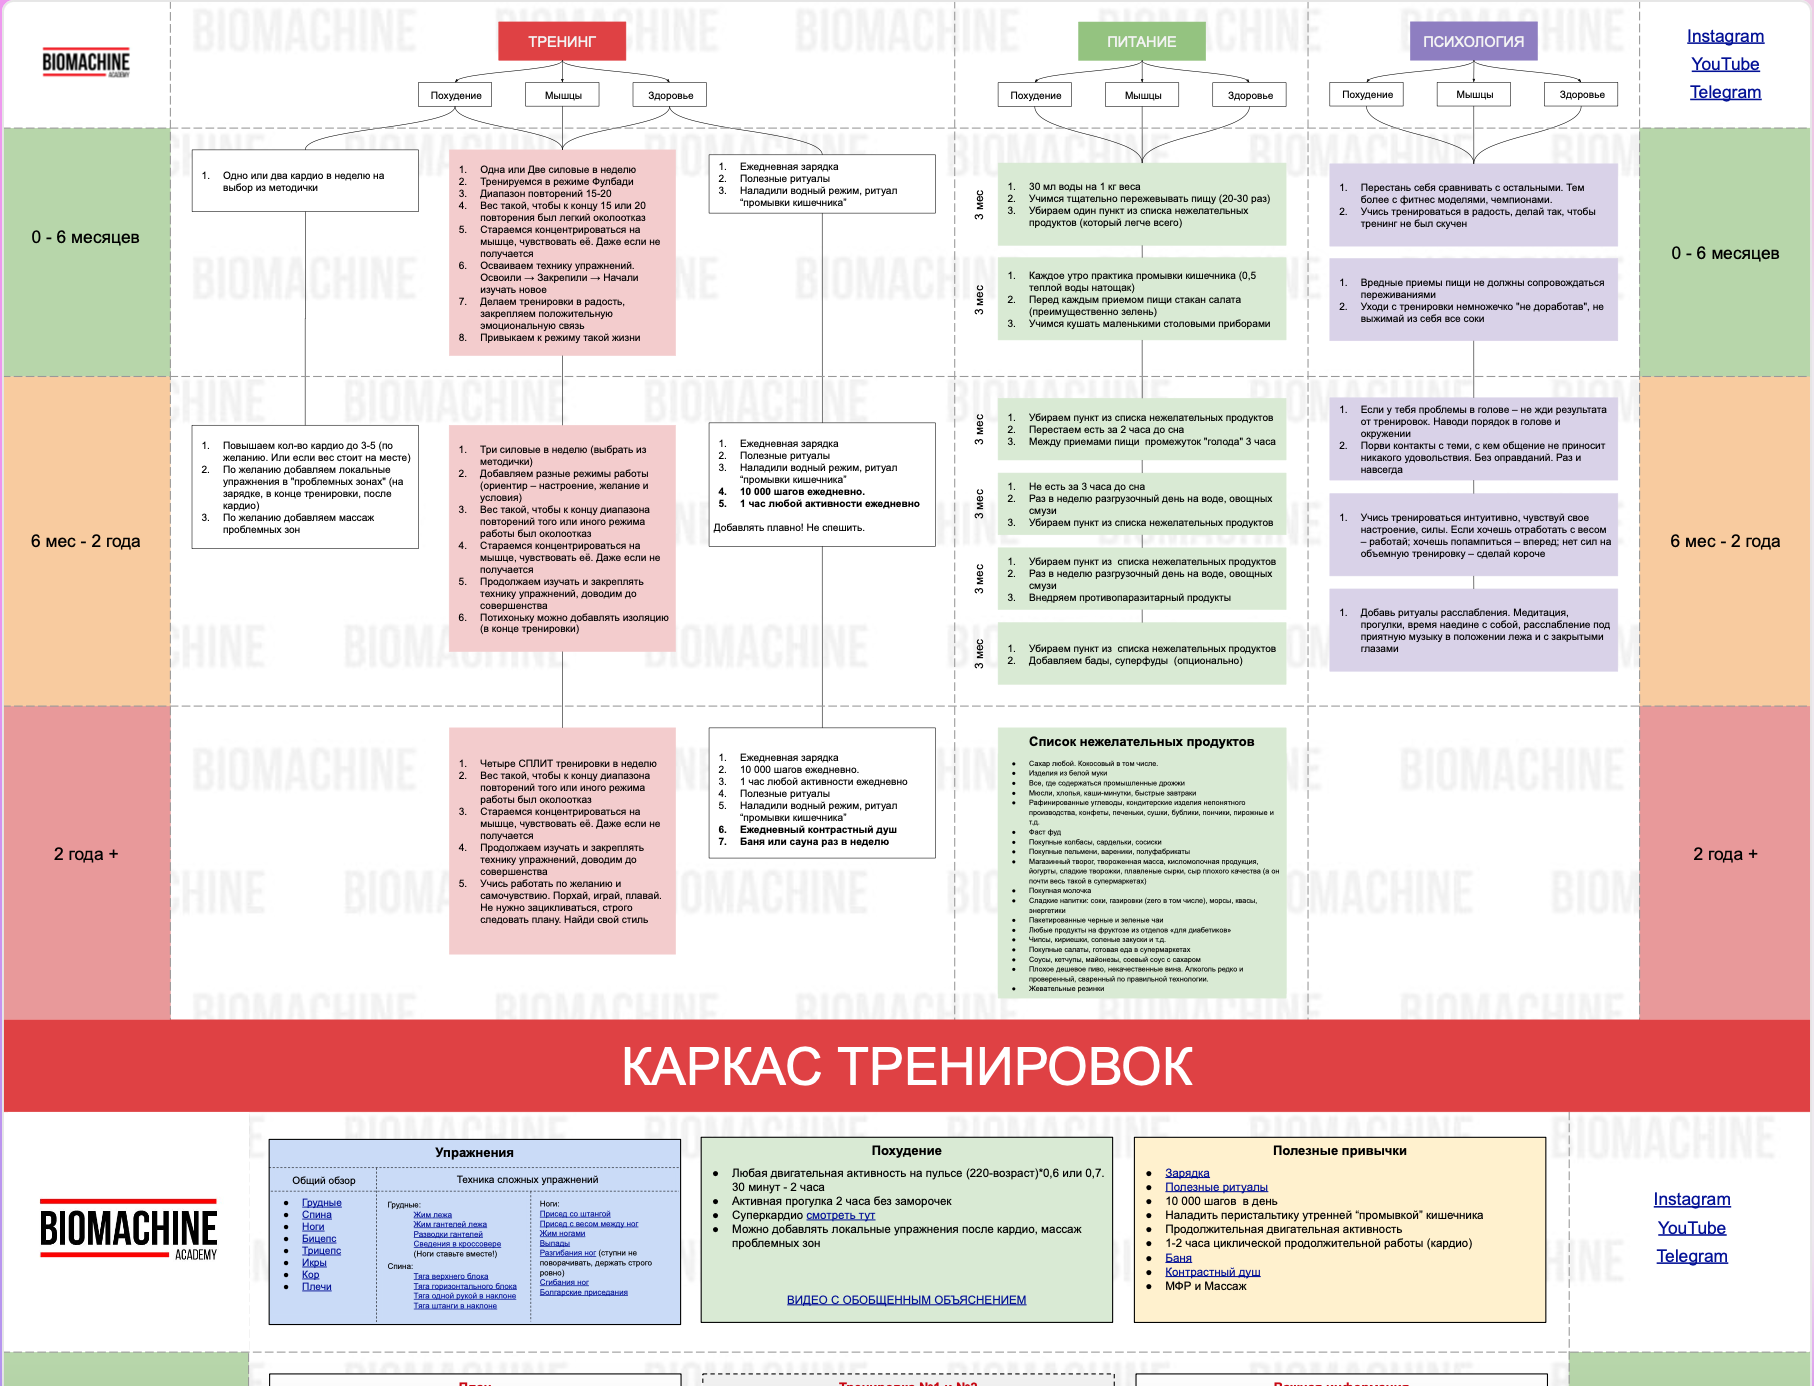 BIOMACHINE
ACADEMY
ТРЕНИНГ
Похудение
Мышцы
Здоровье
ПИТАНИЕ
Похудение
Мышцы
Здоровье
ПСИХОЛОГИЯ
Похудение
Мышцы
Здоровье
Instagram
YouTube
Telegram
0 - 6 месяцев
1. Одно или два кардио в неделю на
выбор из методички
1. Одна или Две силовые в неделю
2. Тренируемся в режиме Фулбади
3. Диапазон повторений 15-20
4. Вес такой, чтобы к концу 15 или 20
повторения был легкий околоотказ
5. Стараемся концентрироваться на
мышце, чувствовать её. Даже если не
получается
6. Осваиваем технику упражнений.
Освоили → Закрепили → Начали
изучать новое
7. Делаем тренировки в радость,
закрепляем положительную
эмоциональную связь
8. Привыкаем к режиму такой жизни
1. Ежедневная зарядка
2. Полезные ритуалы
3. Наладили водный режим, ритуал
“промывки кишечника”
3 мес
1. 30 мл воды на 1 кг веса
2. Учимся тщательно пережевывать пищу (20-30 раз)
3. Убираем один пункт из списка нежелательных
продуктов (который легче всего)
3 мес
1. Каждое утро практика промывки кишечника (0,5
теплой воды натощак)
2. Перед каждым приемом пищи стакан салата
(преимущественно зелень)
3. Учимся кушать маленькими столовыми приборами
1. Перестань себя сравнивать с остальными. Тем
более с фитнес моделями, чемпионами.
2. Учись тренироваться в радость, делай так, чтобы
тренинг не был скучен
1. Вредные приемы пищи не должны сопровождаться
переживаниями
2. Уходи с тренировки немножечко "не доработав", не
выжимай из себя все соки
0 - 6 месяцев
6 мес - 2 года
1. Повышаем кол-во кардио до 3-5 (по
желанию. Или если вес стоит на месте)
2. По желанию добавляем локальные
упражнения в "проблемных зонах" (на
зарядке, в конце тренировки, после
кардио)
3. По желанию добавляем массаж
проблемных зон
1. Три силовые в неделю (выбрать из
методички)
2. Добавляем разные режимы работы
(ориентир – настроение, желание и
условия)
3. Вес такой, чтобы к концу диапазона
повторений того или иного режима
работы был околоотказ
4. Стараемся концентрироваться на
мышце, чувствовать её. Даже если не
получается
5. Продолжаем изучать и закреплять
технику упражнений, доводим до
совершенства
6. Потихоньку можно добавлять изоляцию
(в конце тренировки)
1. Ежедневная зарядка
2. Полезные ритуалы
3. Наладили водный режим, ритуал
“промывки кишечника”
4. 10 000 шагов ежедневно.
5. 1 час любой активности ежедневно
Добавлять плавно! Не спешить.
3 мес
1. Убираем пункт из списка нежелательных продуктов
2. Перестаем есть за 2 часа до сна
3. Между приемами пищи промежуток "голода" 3 часа
3 мес
1. Не есть за 3 часа до сна
2. Раз в неделю разгрузочный день на воде, овощных
смузи
3. Убираем пункт из списка нежелательных продуктов
3 мес
1. Убираем пункт из списка нежелательных продуктов
2. Раз в неделю разгрузочный день на воде, овощных
смузи
3. Внедряем противопаразитарный продукты
3 мес
1. Убираем пункт из списка нежелательных продуктов
2. Добавляем бады, суперфуды (опционально)
1. Если у тебя проблемы в голове – не жди результата
от тренировок. Наводи порядок в голове и
окружении
2. Порви контакты с теми, с кем общение не приносит
никакого удовольствия. Без оправданий. Раз и
навсегда
1. Учись тренироваться интуитивно, чувствуй свое
настроение, силы. Если хочешь отработать с весом
– работай; хочешь попампиться – вперед; нет сил на
объемную тренировку – сделай короче
1. Добавь ритуалы расслабления. Медитация,
прогулки, время наедине с собой, расслабление под
приятную музыку в положении лежа и с закрытыми
глазами
6 мес - 2 года
2 года +
1. Четыре СПЛИТ тренировки в неделю
2. Вес такой, чтобы к концу диапазона
повторений того или иного режима
работы был околоотказ
3. Стараемся концентрироваться на
мышце, чувствовать её. Даже если не
получается
4. Продолжаем изучать и закреплять
технику упражнений, доводим до
совершенства
5. Учись работать по желанию и
самочувствию. Порхай, играй, плавай.
Не нужно зацикливаться, строго
следовать плану. Найди свой стиль
1. Ежедневная зарядка
2. 10 000 шагов ежедневно.
3. 1 час любой активности ежедневно
4. Полезные ритуалы
5. Наладили водный режим, ритуал
“промывки кишечника”
6. Ежедневный контрастный душ
7. Баня или сауна раз в неделю
Список нежелательных продуктов
● Сахар любой. Кокосовый в том числе.
● Изделия из белой муки
● Все, где содержаться промышленные дрожжи
● Мюсли, хлопья, каши-минутки, быстрые завтраки
● Рафинированные углеводы, кондитерские изделия непонятного
производства, конфеты, печеньки, сушки, бублики, пончики, пирожные и
т.д.
● Фаст фуд
● Покупные колбасы, сардельки, сосиски
● Покупные пельмени, вареники, полуфабрикаты
● Магазинный творог, твороженная масса, кисломолочная продукция,
йогурты, сладкие творожки, плавленые сырки, сыр плохого качества (а он
почти весь такой в супермаркетах)
● Покупная молочка
● Сладкие напитки: соки, газировки (zero в том числе), морсы, квасы,
энергетики
● Пакетированные черные и зеленые чаи
● Любые продукты на фруктозе из отделов «для диабетиков»
● Чипсы, кириешки, соленые закуски и т.д.
● Покупные салаты, готовая еда в супермаркетах
● Соусы, кетчупы, майонезы, соевый соус с сахаром
● Плохое дешевое пиво, некачественные вина. Алкоголь редко и
проверенный, сваренный по правильной технологии.
● Жевательные резинки
2 года +
КАРКАС ТРЕНИРОВОК
BIOMACHINE
ACADEMY
Упражнения
Общий обзор
● Грудные
● Спина
● Ноги
● Бицепс
● Трицепс
● Икры
● Кор
● Плечи
Техника сложных упражнений
Грудные:
Жим лежа
Жим гантелей лежа
Разводки гантелей
Сведения в кроссовере
(Ноги ставьте вместе!)
Спина:
Тяга верхнего блока
Тяга горизонтального блока
Тяга одной рукой в наклоне
Тяга штанги в наклоне
Ноги:
Присед со штангой
Присед с весом между ног
Жим ногами
Выпады
Разгибания ног (ступни не
поворачивать, держать строго
ровно)
Сгибания ног
Болгарские приседания
Похудение
● Любая двигательная активность на пульсе (220-возраст)*0,6 или 0,7.
30 минут - 2 часа
● Активная прогулка 2 часа без заморочек
● Суперкардио смотреть тут
● Можно добавлять локальные упражнения после кардио, массаж
проблемных зон
ВИДЕО С ОБОБЩЕННЫМ ОБЪЯСНЕНИЕМ
Полезные привычки
● Зарядка
● Полезные ритуалы
● 10 000 шагов в день
● Наладить перистальтику утренней “промывкой” кишечника
● Продолжительная двигательная активность
● 1-2 часа циклической продолжительной работы (кардио)
● Баня
● Контрастный душ
● МФР и Массаж
Instagram
YouTube
Telegram